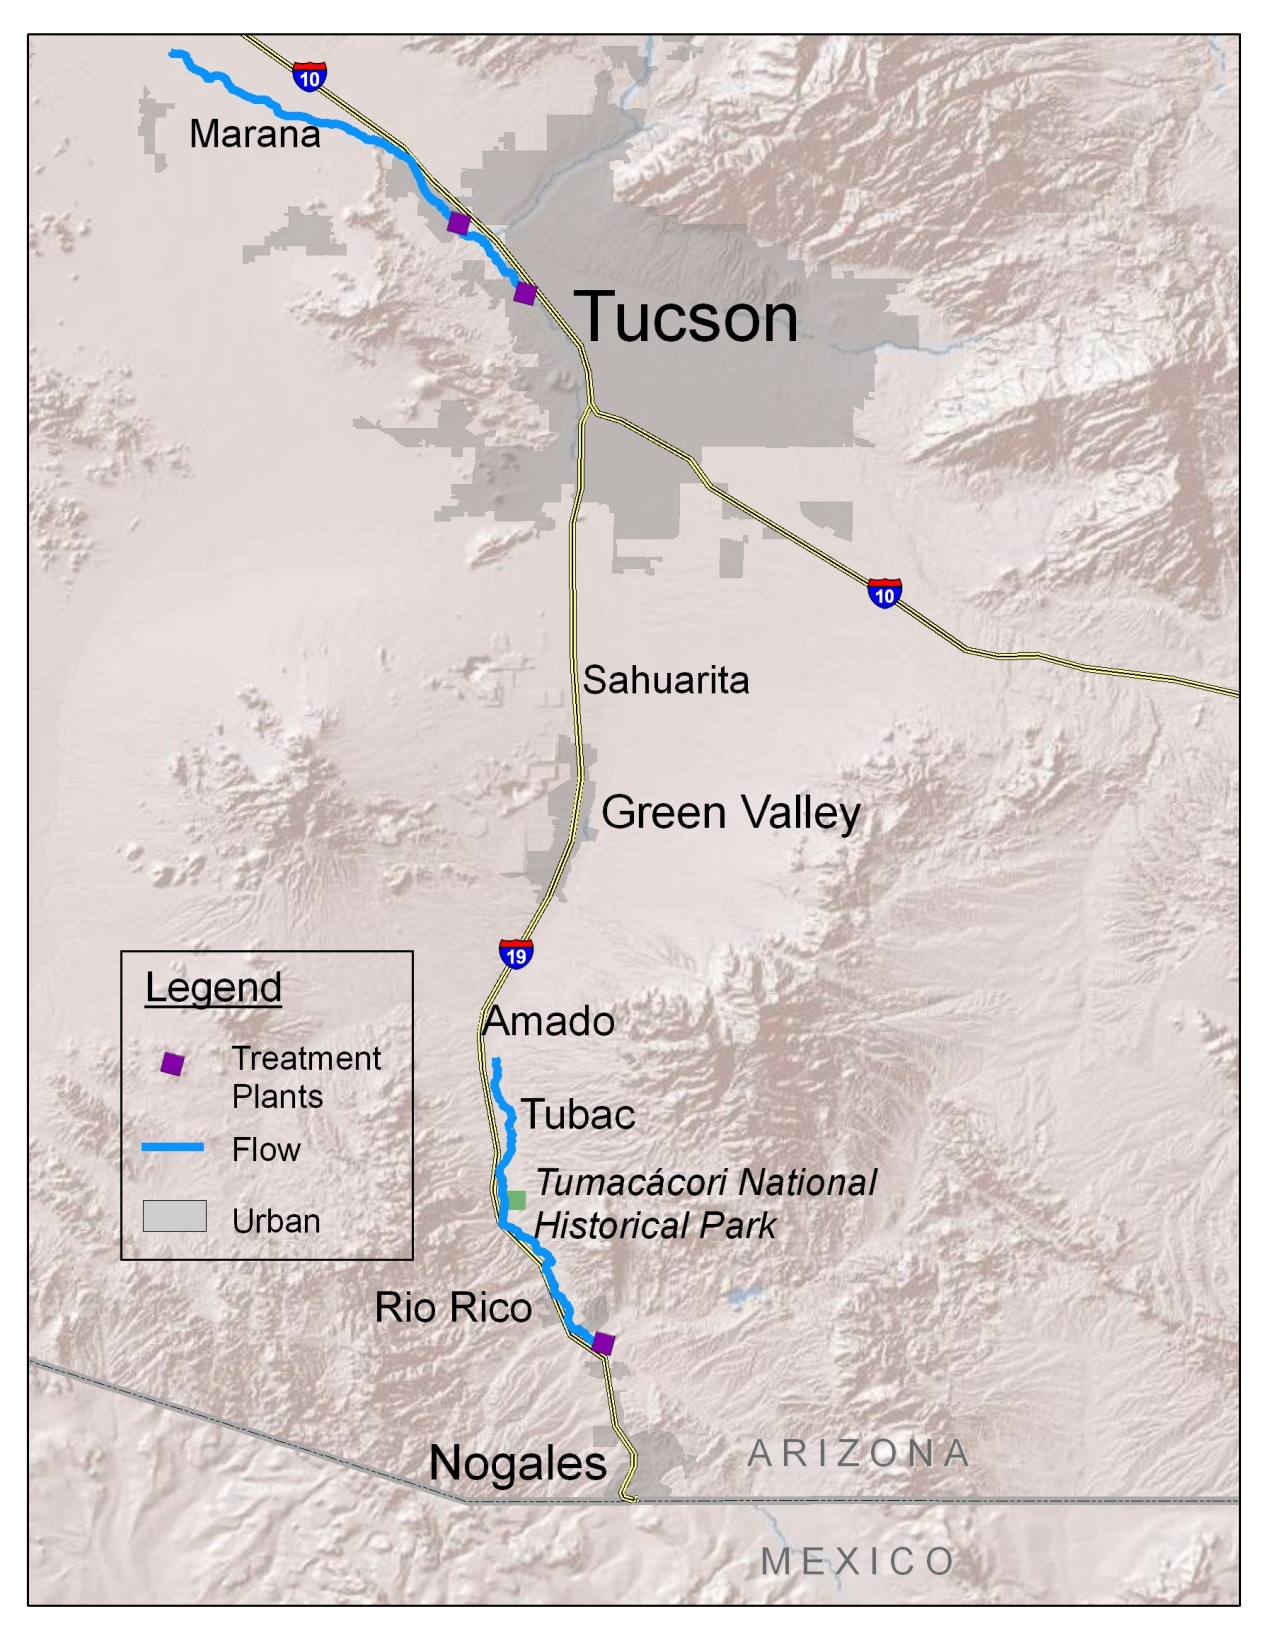 10
Marana
Tucson
10
Sahuarita
Green Valley
19
Amado
Legend
Treatment
Plants
Flow
Urban
Tubac
Tumacácori National
Historical Park
Rio Rico
Nogales
ARIZONA
MEXICO